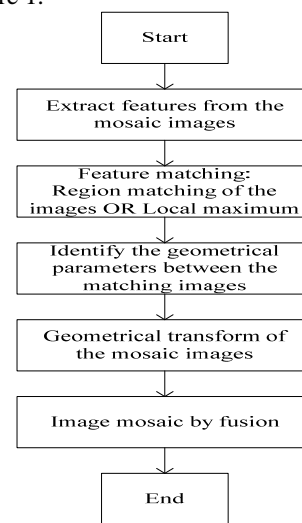 Start
Extract features from the
mosaic images
Feature matching:
Region matching of the
images OR Local maximum
Identify the geometrical
parameters between the
matching images
Geometrical transform of
the mosaic images
Image mosaic by fusion
End